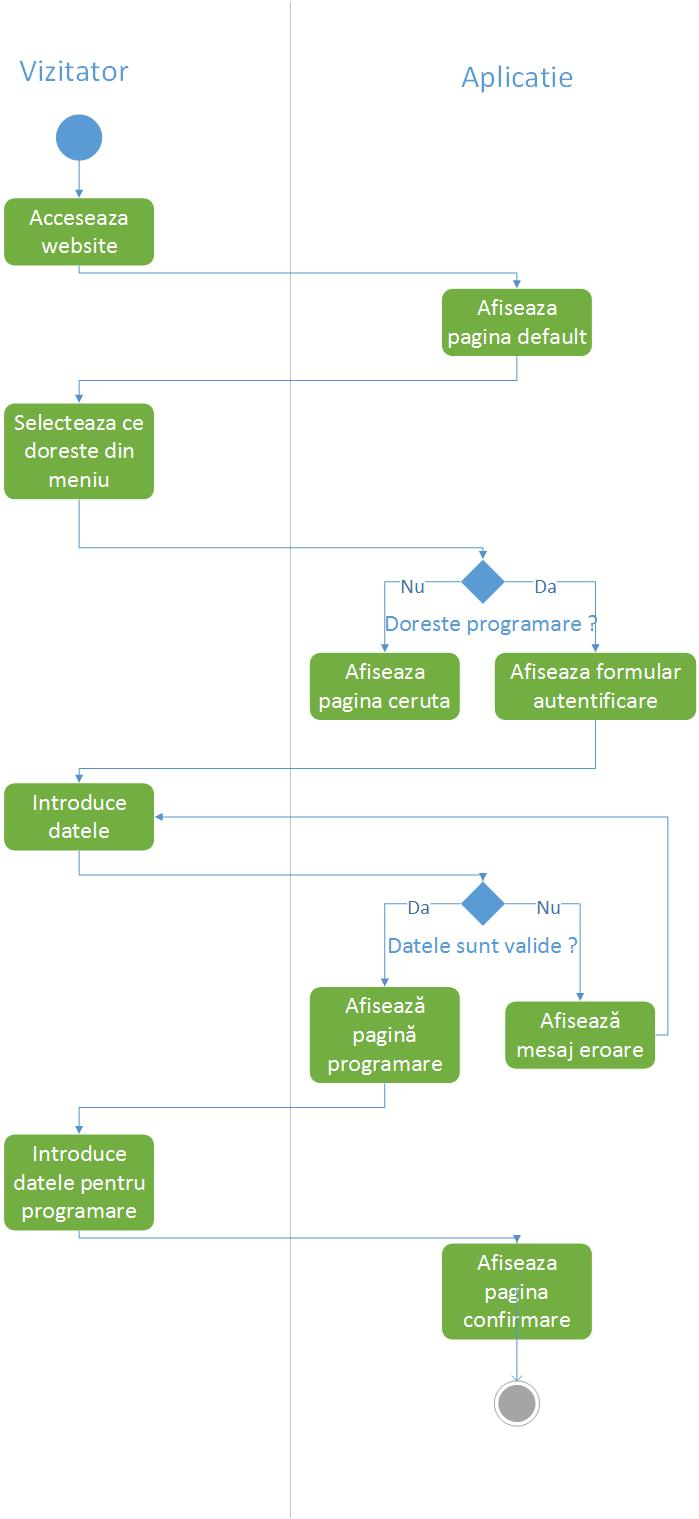 Vizitator
Aplicatie
Acceseaza
website
Afiseaza
pagina default
Selecteaza ce
doreste din
meniu
Nu
Da
Doreste programare ?
Afiseaza
pagina ceruta
Afiseaza formular
autentificare
Introduce
datele
Da
Nu
Datele sunt valide ?
Afisează
pagină
programare
Afisează
mesaj eroare
Introduce
datele pentru
programare
Afiseaza
pagina
confirmare